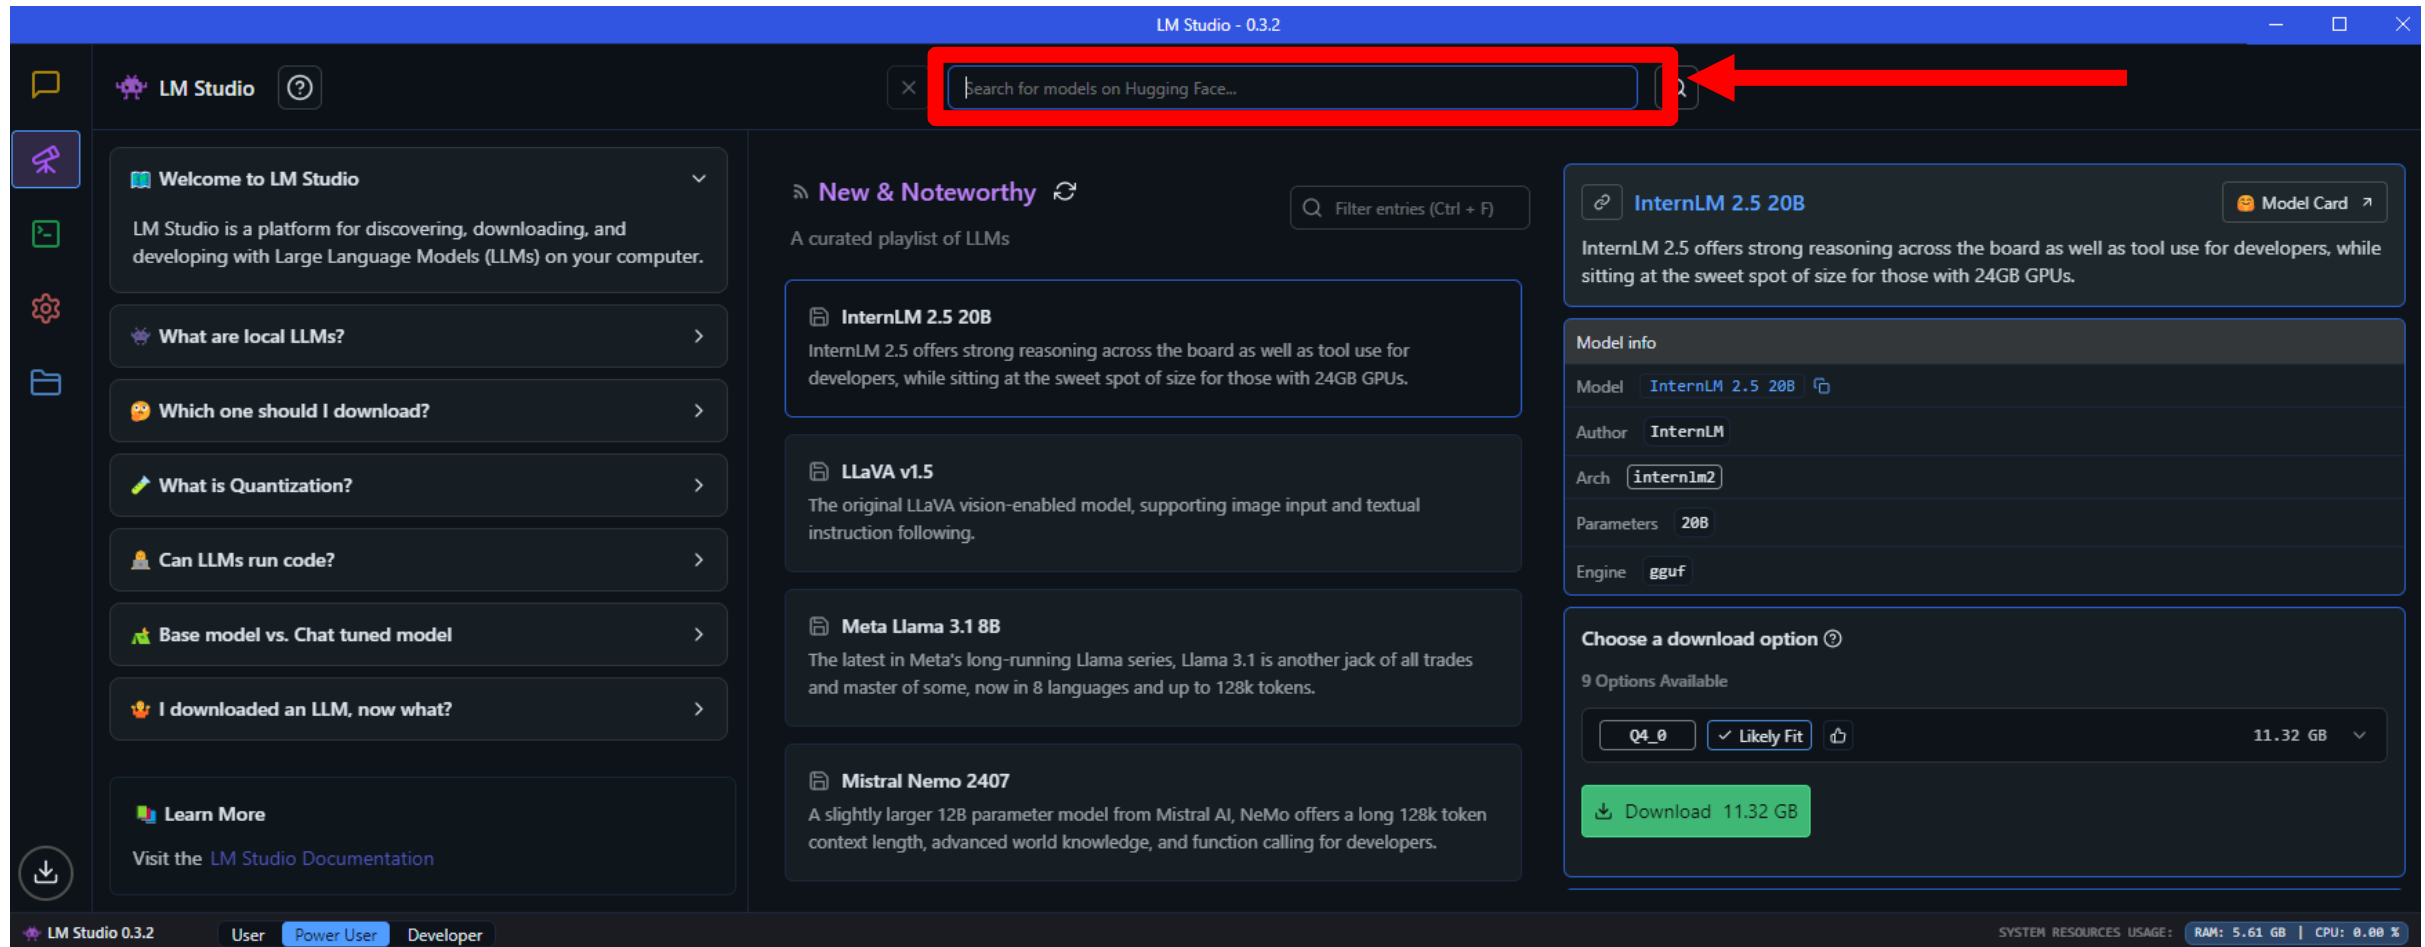 LM Studio - 0.3.2
LM Studio
Search for models on Hugging Face...
Welcome to LM Studio
LM Studio is a platform for discovering, downloading, and
developing with Large Language Models (LLMs) on your computer.
What are local LLMs?
Which one should I download?
What is Quantization?
Can LLMs run code?
Base model vs. Chat tuned model
I downloaded an LLM, now what?
Learn More
Visit the LM Studio Documentation
New & Noteworthy
Filter entries (Ctrl + F)
A curated playlist of LLMs
InternLM 2.5 20B
InternLM 2.5 offers strong reasoning across the board as well as tool use for
developers, while sitting at the sweet spot of size for those with 24GB GPUs.
LLaVA v1.5
The original LLaVA vision-enabled model, supporting image input and textual
instruction following.
Meta Llama 3.1 8B
The latest in Meta's long-running Llama series, Llama 3.1 is another jack of all trades
and master of some, now in 8 languages and up to 128k tokens.
Mistral Nemo 2407
A slightly larger 12B parameter model from Mistral AI, NeMo offers a long 128k token
context length, advanced world knowledge, and function calling for developers.
InternLM 2.5 20B
Model Card
InternLM 2.5 offers strong reasoning across the board as well as tool use for developers, while
sitting at the sweet spot of size for those with 24GB GPUs.
Model info
Model InternLM 2.5 20B
Author InternLM
Arch internlm2
Parameters 20B
Engine gguf
Choose a download option
9 Options Available
Q4_0 Likely Fit 11.32 GB
Download 11.32 GB
LM Studio 0.3.2 User Power User Developer
SYSTEM RESOURCES USAGE: RAM: 5.61 GB | CPU: 0.00 %